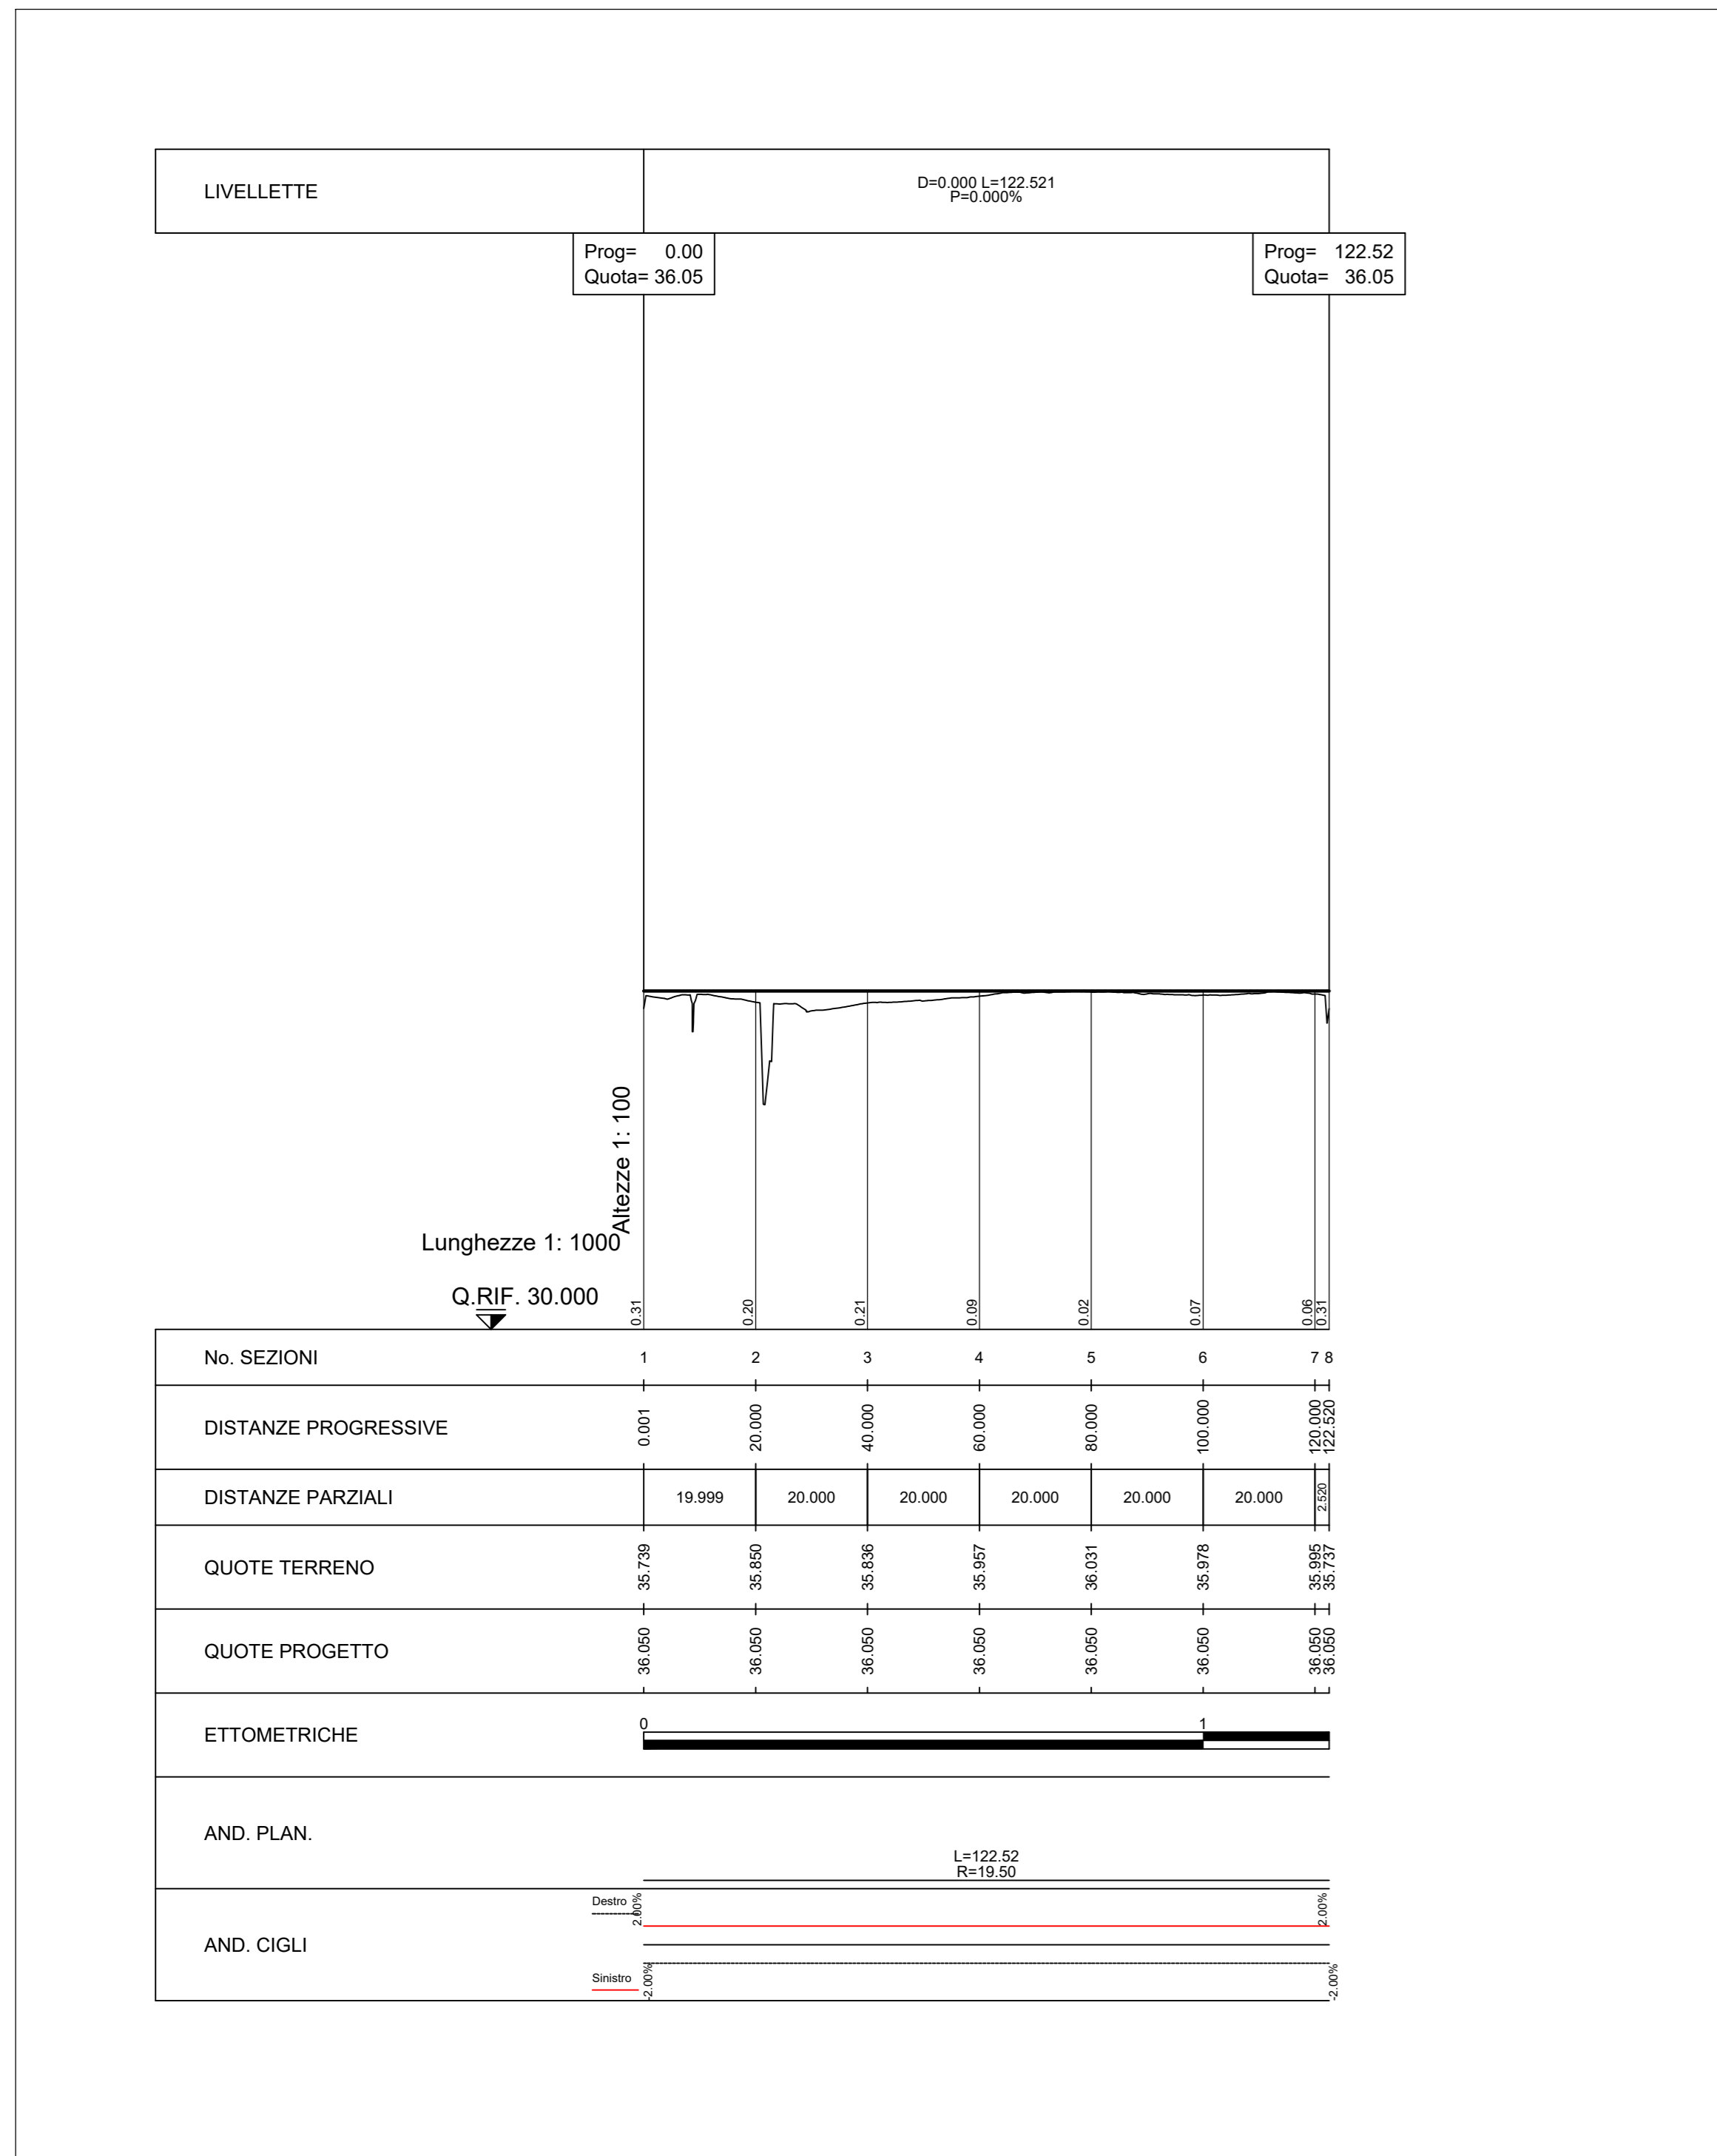 LIVELLETTE
D=0.000 L=122.521
P=0.000%
Prog= 0.00
Quota= 36.05
Prog= 122.52
Quota= 36.05
Altezze 1: 100
Lunghezze 1: 1000
Q.RIF. 30.000
0.31 0.20 0.21 0.09 0.02 0.07 0.06 0.31
No. SEZIONI 1 2 3 4 5 6 7 8
DISTANZE PROGRESSIVE 0.001 20.000 40.000 60.000 80.000 100.000 120.000 122.520
DISTANZE PARZIALI 19.999 20.000 20.000 20.000 20.000 20.000 2.520
QUOTE TERRENO 35.739 35.850 35.836 35.957 36.031 35.978 35.995 35.737
QUOTE PROGETTO 36.050 36.050 36.050 36.050 36.050 36.050 36.050 36.050
ETTOMETRICHE 0 1
AND. PLAN.
L=122.52
R=19.50
AND. CIGLI
Destro 2.00% 2.00%
Sinistro -2.00% -2.00%